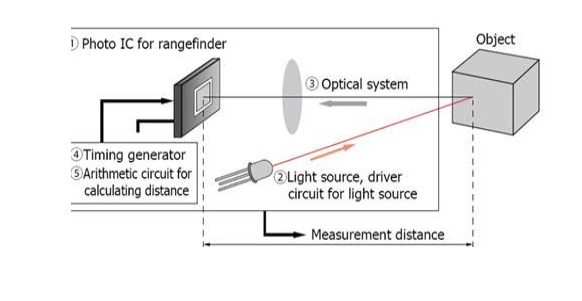 ① Photo IC for rangefinder
Object
③ Optical system
④Timing generator
⑤Arithmetic circuit for
calculating distance
②Light source, driver
circuit for light source
Measurement distance